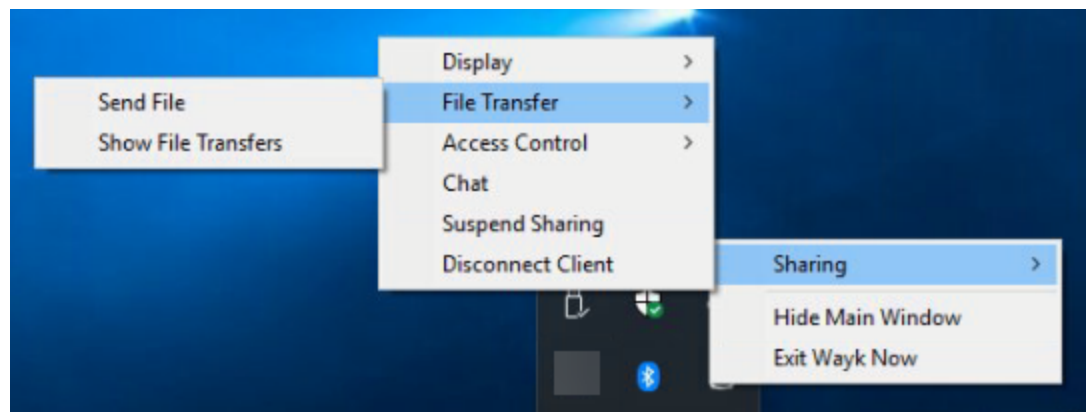 Display
Send File
File Transfer
Show File Transfers
Access Control
Chat
Suspend Sharing
Disconnect Client
Sharing
Hide Main Window
Exit Wayk Now